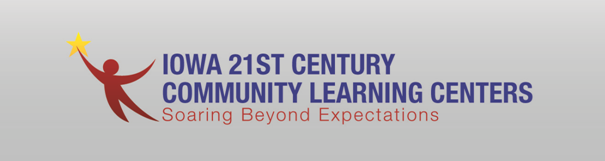 IOWA 21ST CENTURY
COMMUNITY LEARNING CENTERS
Soaring Beyond Expectations